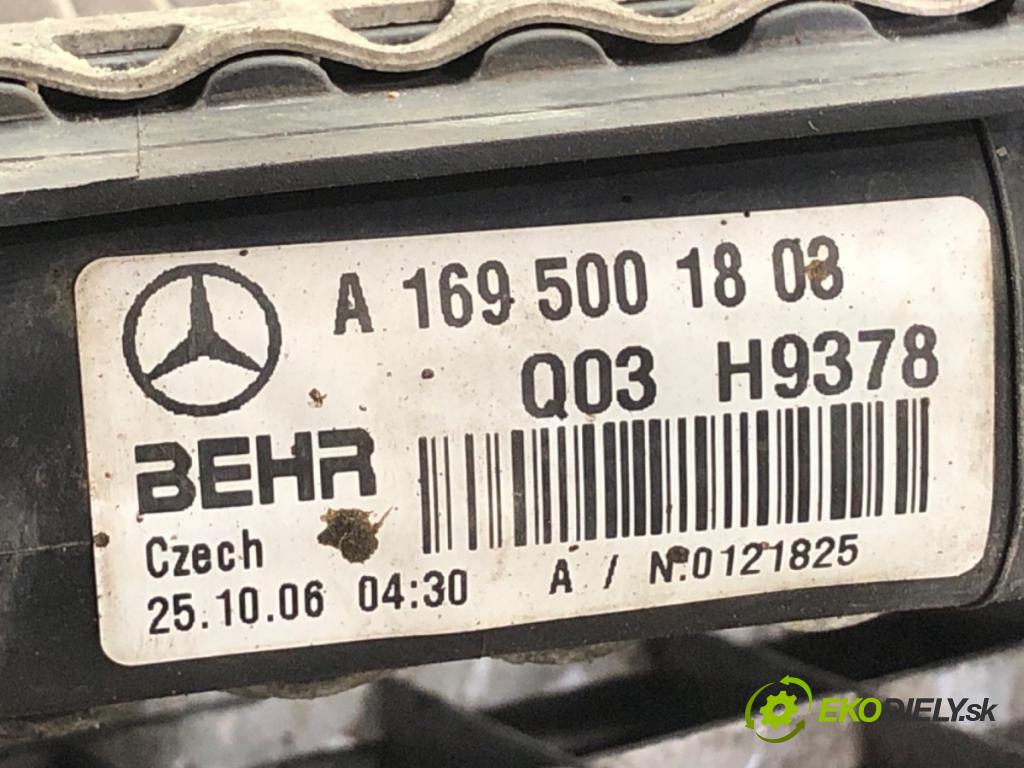 A 169 500 18 03
Q03 H9378
BEHR
Czech
25.10.06 04:30
A / N:0121825
EKODIELY.sk